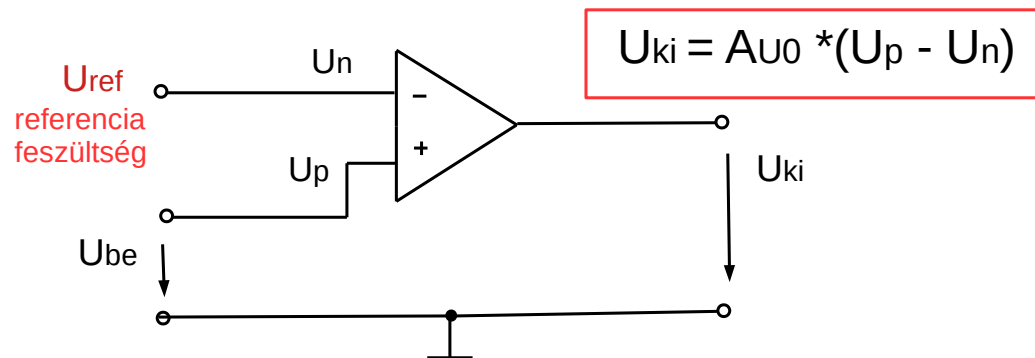 Uki = AU0 *(Up - Un)
Un
Uref
referencia
feszültség
-
+
Up
Uki
Ube